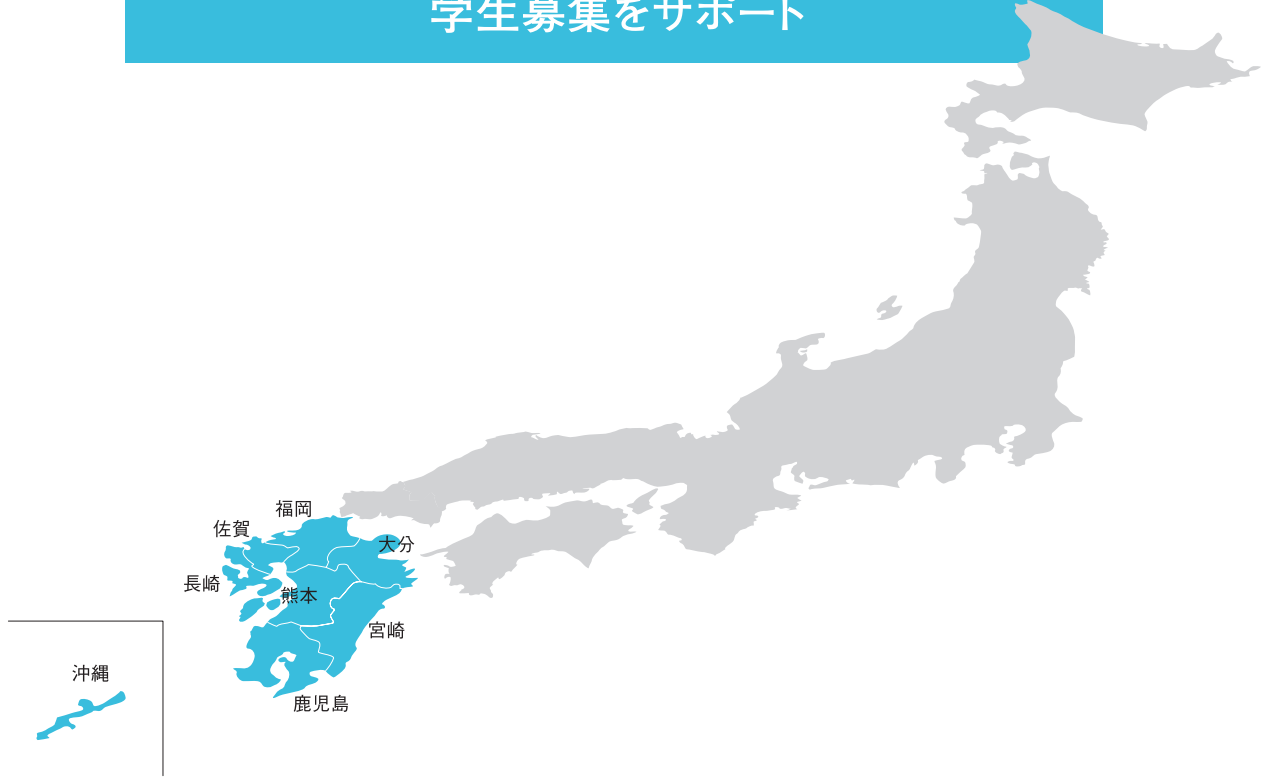 学生募集をサポート
福岡
佐賀
大分
長崎
熊本
宮崎
沖縄
鹿児島